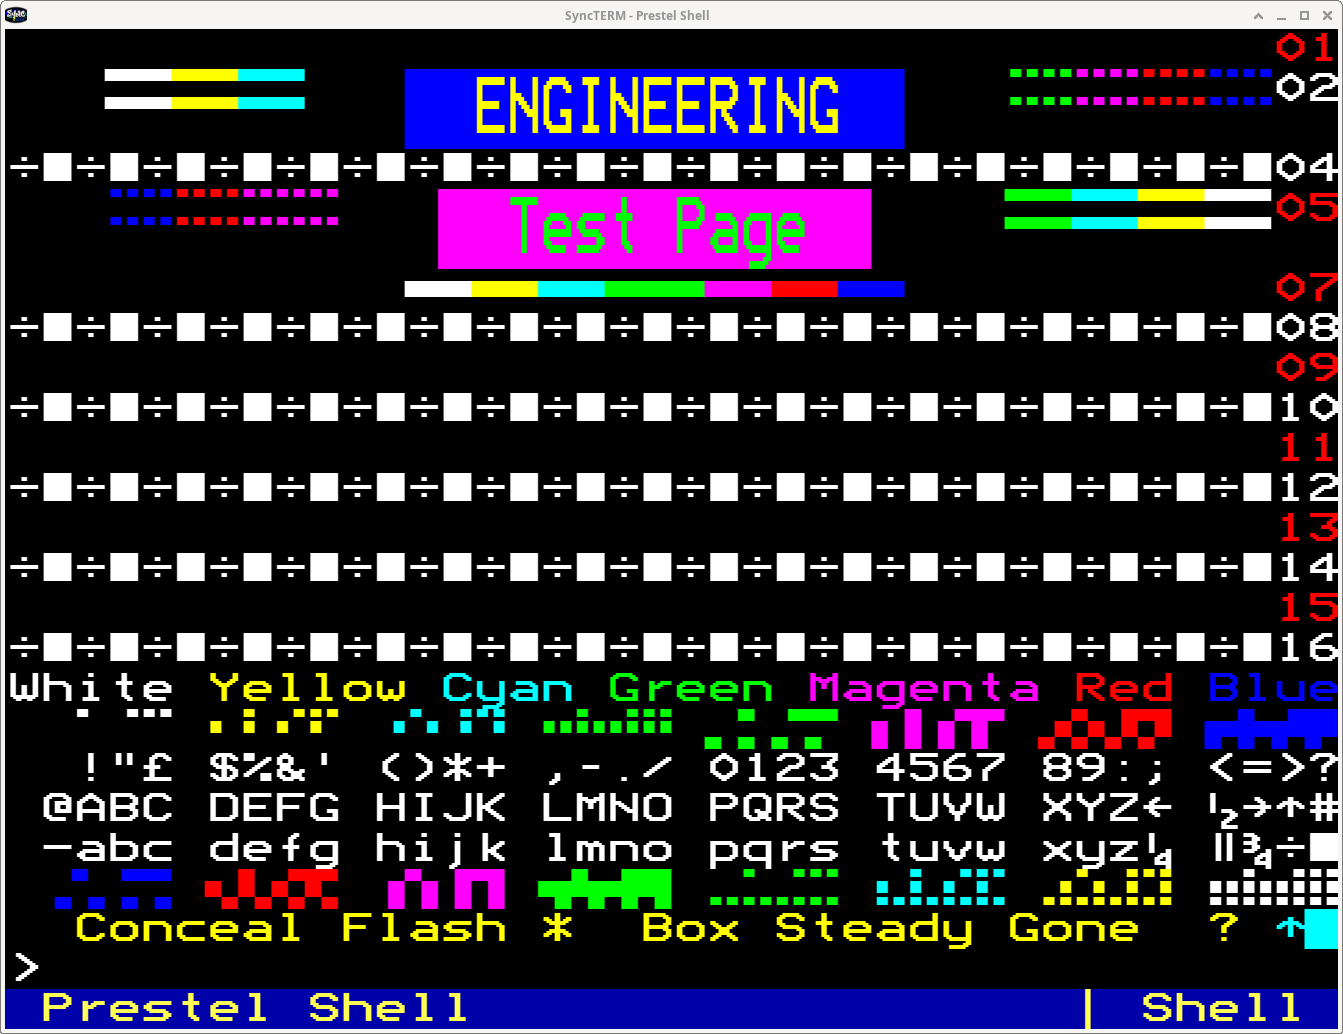 SyncTERM - Prestel Shell
01
02
ENGINEERING
÷■÷■÷■÷■÷■÷■÷■÷■÷■÷■÷■÷■÷■÷■÷■÷■÷■÷■÷■04
05
Test Page
07
÷■÷■÷■÷■÷■÷■÷■÷■÷■÷■÷■÷■÷■÷■÷■÷■÷■÷■÷■08
09
÷■÷■÷■÷■÷■÷■÷■÷■÷■÷■÷■÷■÷■÷■÷■÷■÷■÷■÷■10
11
÷■÷■÷■÷■÷■÷■÷■÷■÷■÷■÷■÷■÷■÷■÷■÷■÷■÷■÷■12
13
÷■÷■÷■÷■÷■÷■÷■÷■÷■÷■÷■÷■÷■÷■÷■÷■÷■÷■÷■14
15
÷■÷■÷■÷■÷■÷■÷■÷■÷■÷■÷■÷■÷■÷■÷■÷■÷■÷■÷■16
White Yellow Cyan Green Magenta Red Blue
!"£ $%&' ()*+ ,-./ 0123 4567 89:; <=>?
@ABC DEFG HIJK LMNO PQRS TUVW XYZ← ½→↑#
—abc defg hijk lmno pqrs tuvw xyz¼ ‖¾÷■
Conceal Flash * Box Steady Gone ? ↑
>
Prestel Shell | Shell